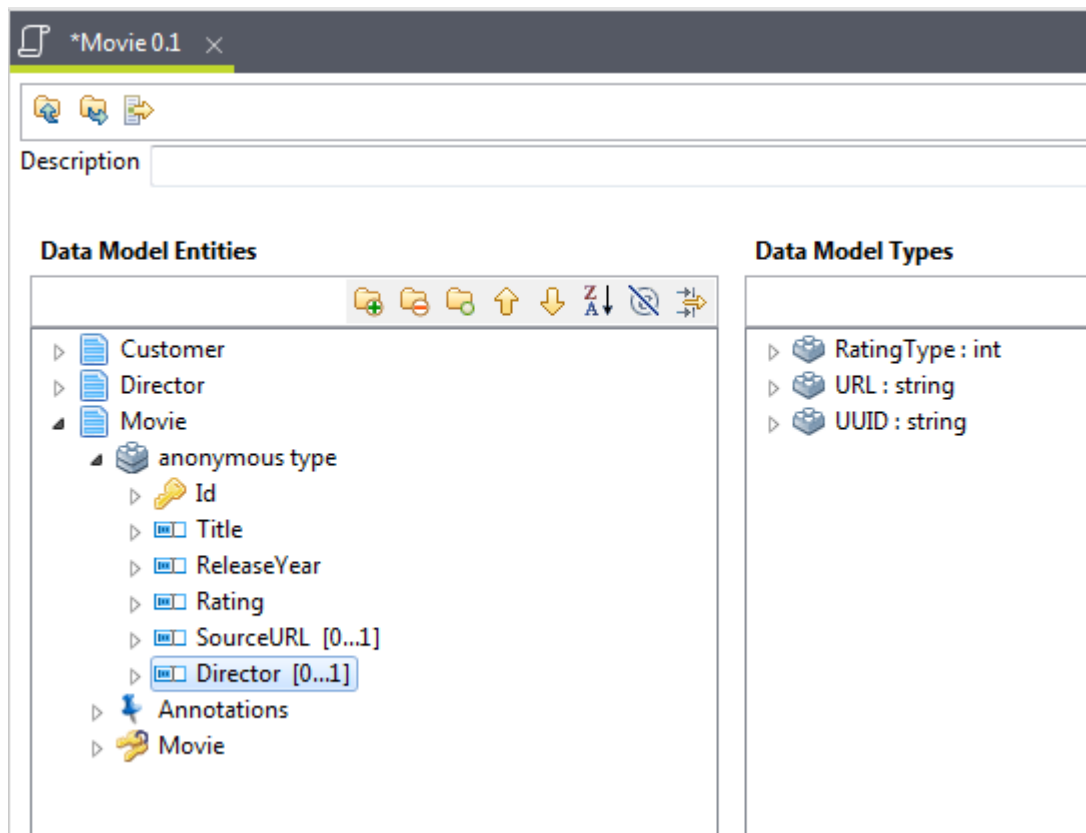 *Movie 0.1
Description
Data Model Entities
Data Model Types
Z
A
Customer
Director
Movie
anonymous type
Id
Title
ReleaseYear
Rating
SourceURL [0...1]
Director [0...1]
Annotations
Movie
RatingType : int
URL : string
UUID : string